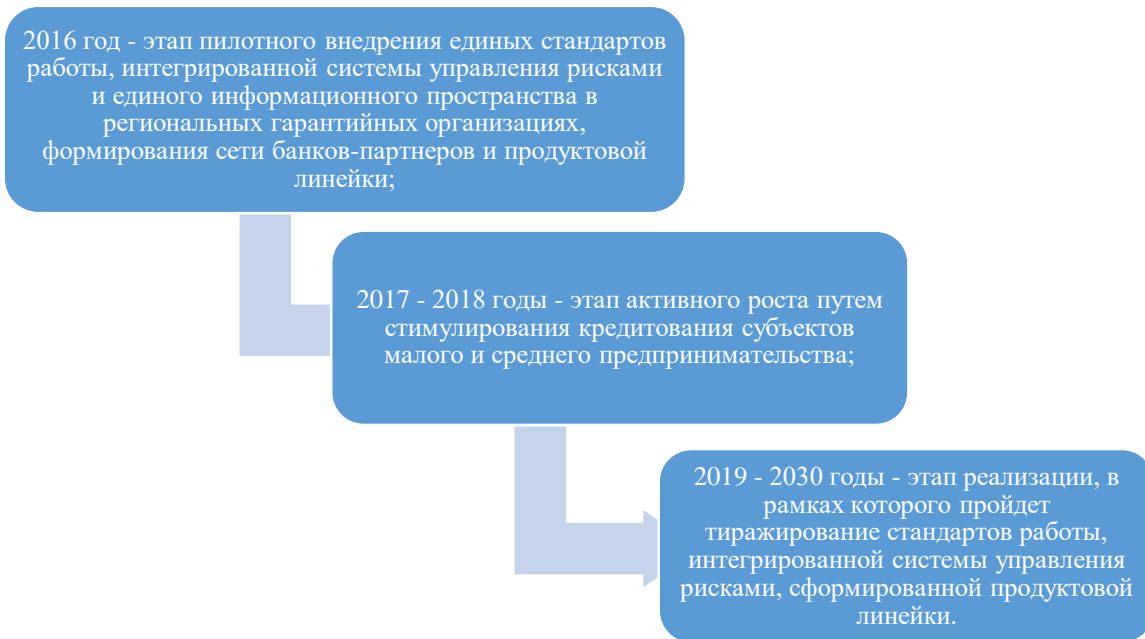 2016 год - этап пилотного внедрения единых стандартов
работы, интегрированной системы управления рисками
и единого информационного пространства в
региональных гарантийных организациях,
формирования сети банков-партнеров и продуктовой
линейки;
2017 - 2018 годы - этап активного роста путем
стимулирования кредитования субъектов
малого и среднего предпринимательства;
2019 - 2030 годы - этап реализации, в
рамках которого пройдет
тиражирование стандартов работы,
интегрированной системы управления
рисками, сформированной продуктовой
линейки.